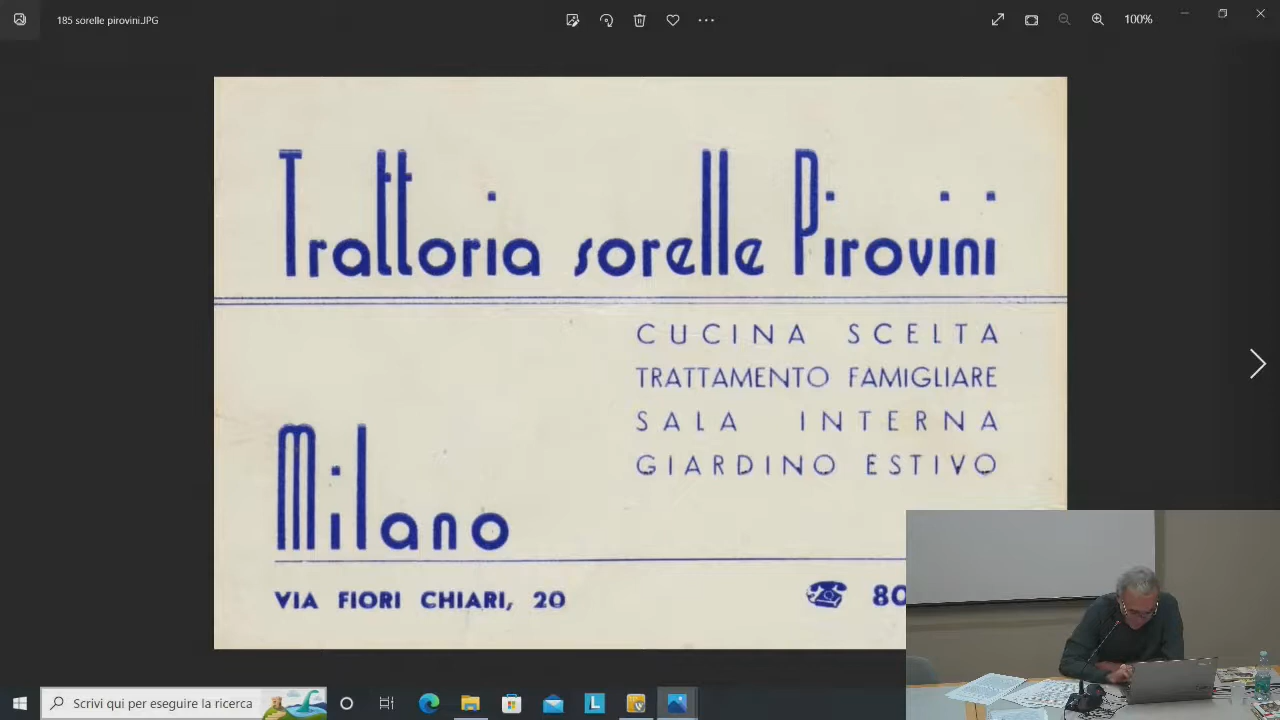 185 sorelle pirovini.JPG
100%
Trattoria sorelle Pirovini
CUCINA SCELTA
TRATTAMENTO FAMIGLIARE
SALA INTERNA
GIARDINO ESTIVO
Milano
VIA FIORI CHIARI, 20
80
Scrivi qui per eseguire la ricerca
L